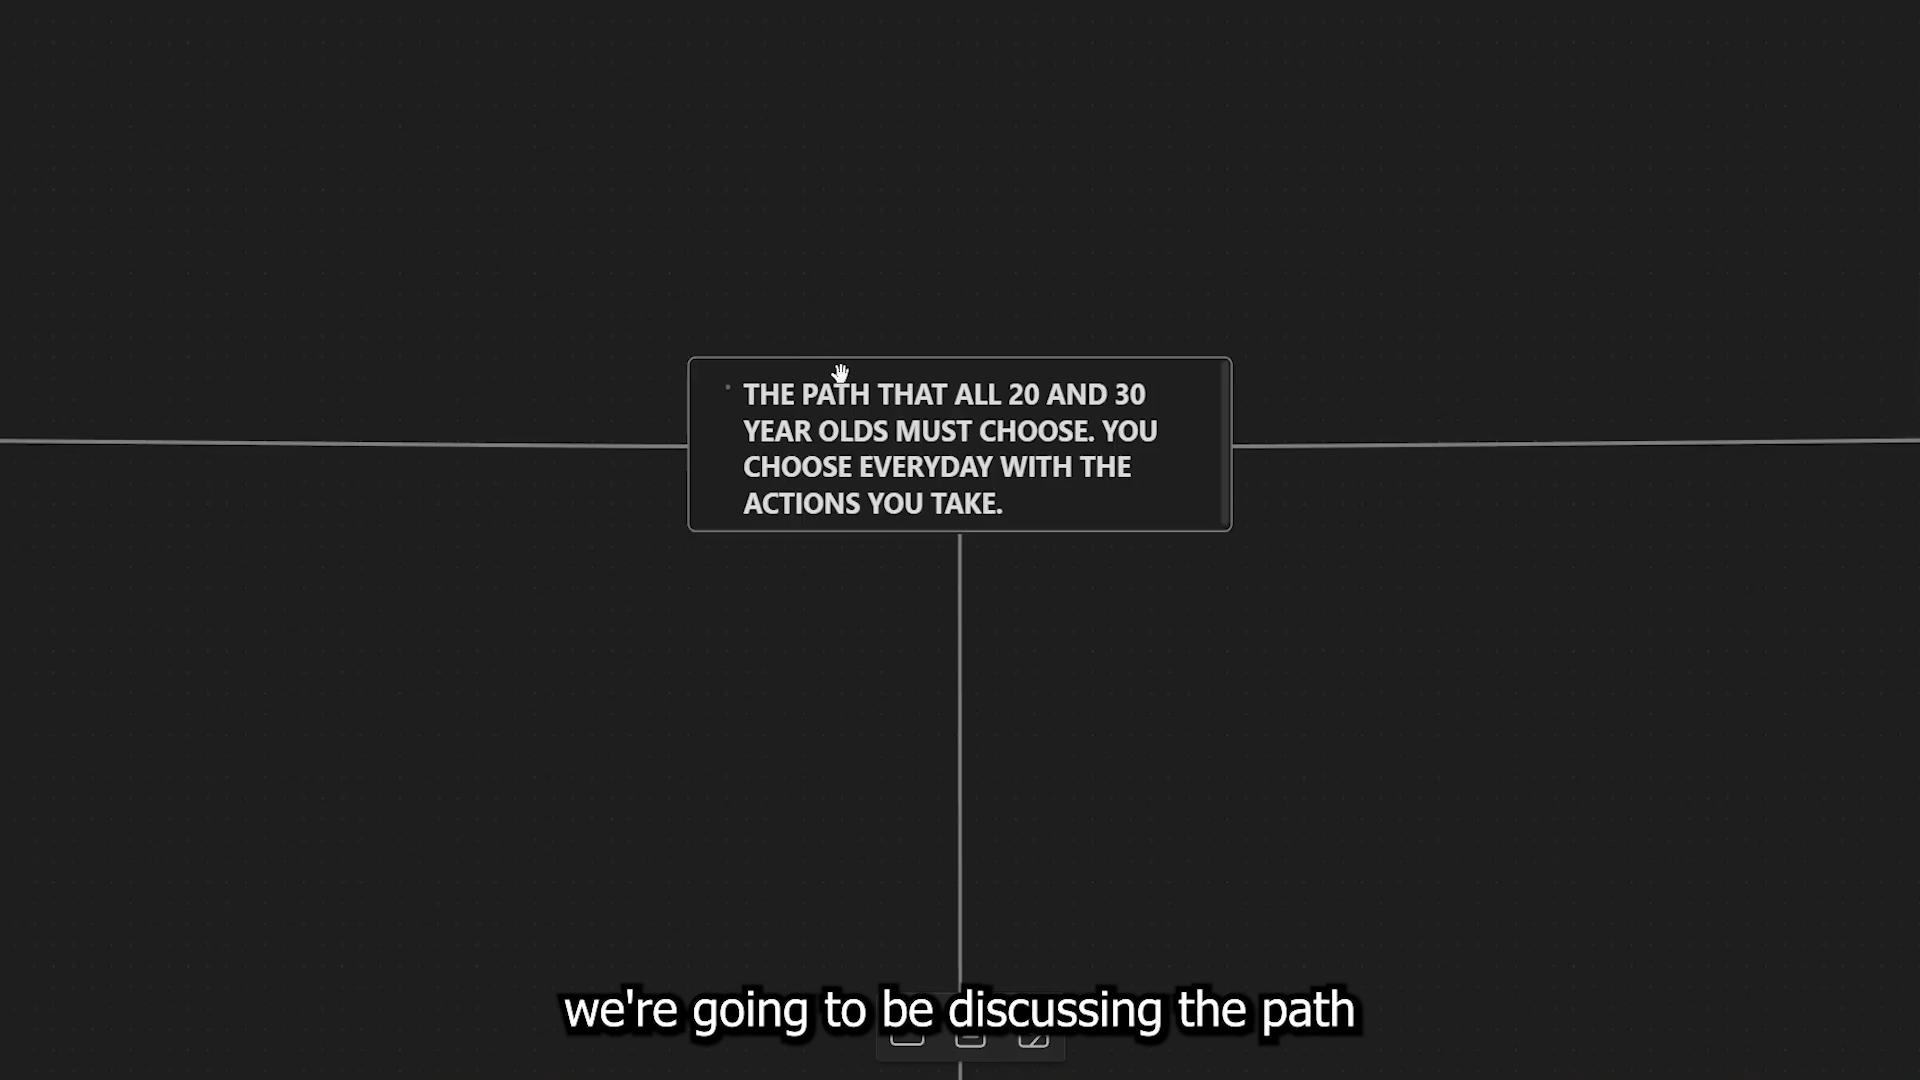 THE PATH THAT ALL 20 AND 30
YEAR OLDS MUST CHOOSE. YOU
CHOOSE EVERYDAY WITH THE
ACTIONS YOU TAKE.
we're going to be discussing the path